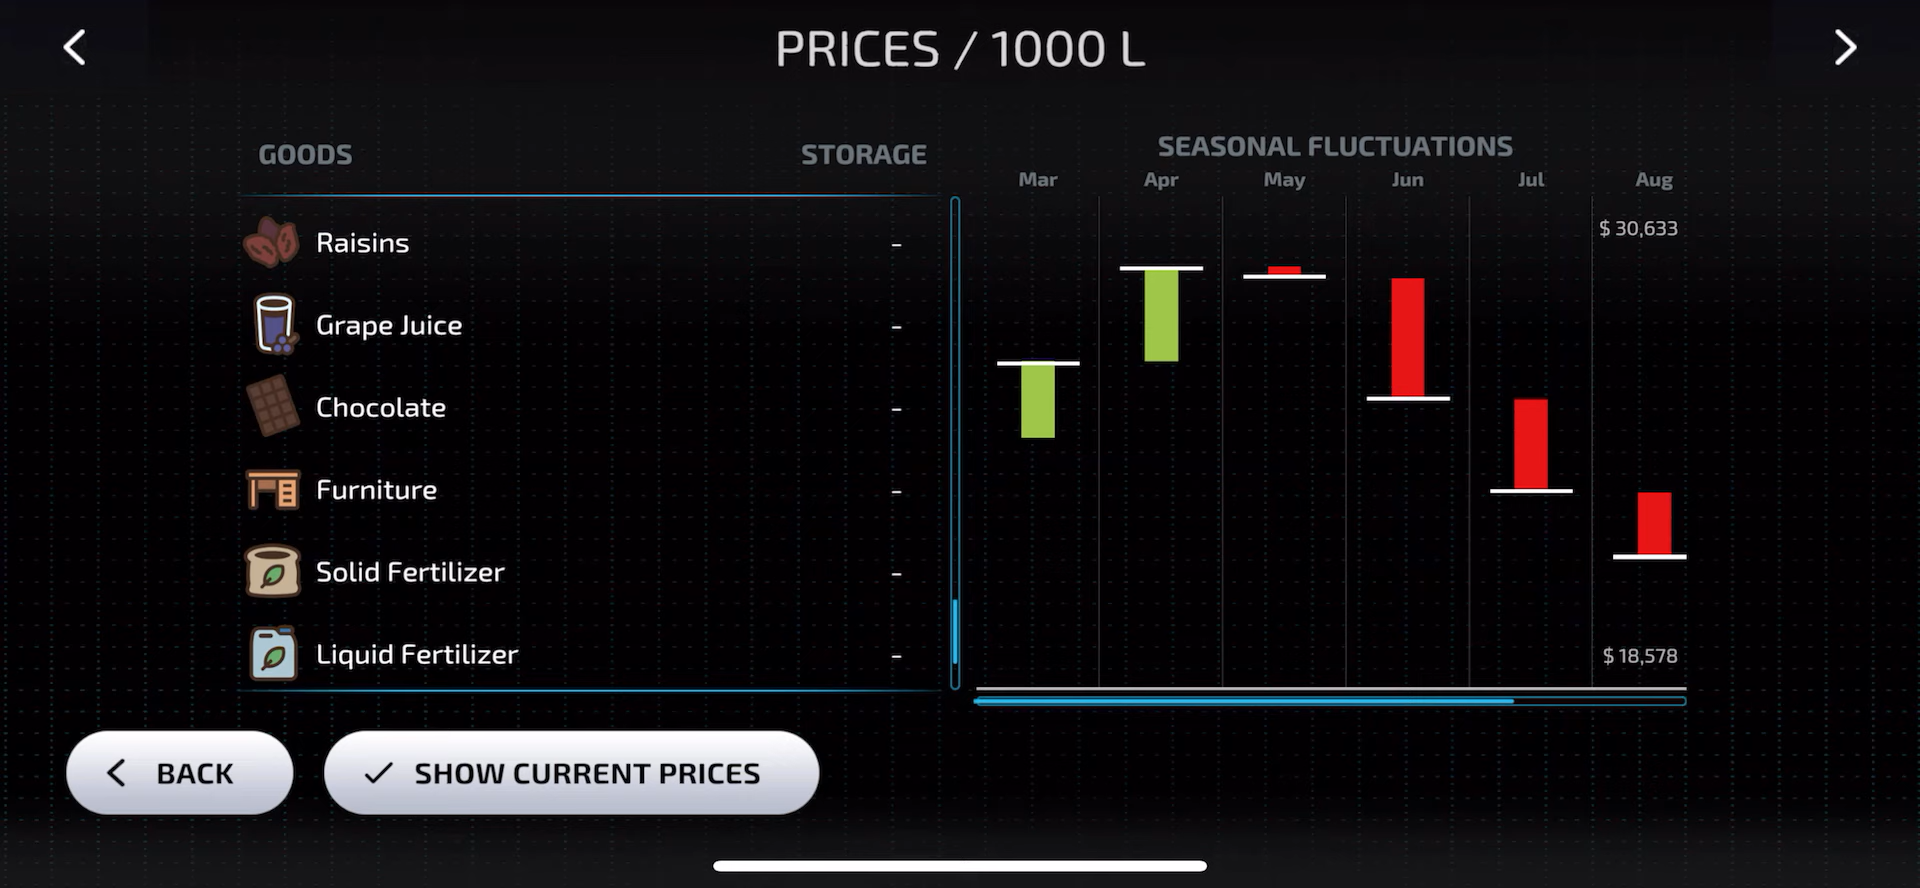 PRICES / 1000 L
GOODS STORAGE
Raisins -
Grape Juice -
Chocolate -
Furniture -
Solid Fertilizer -
Liquid Fertilizer -
SEASONAL FLUCTUATIONS
Mar Apr May Jun Jul Aug
$ 30,633
$ 18,578
BACK
SHOW CURRENT PRICES